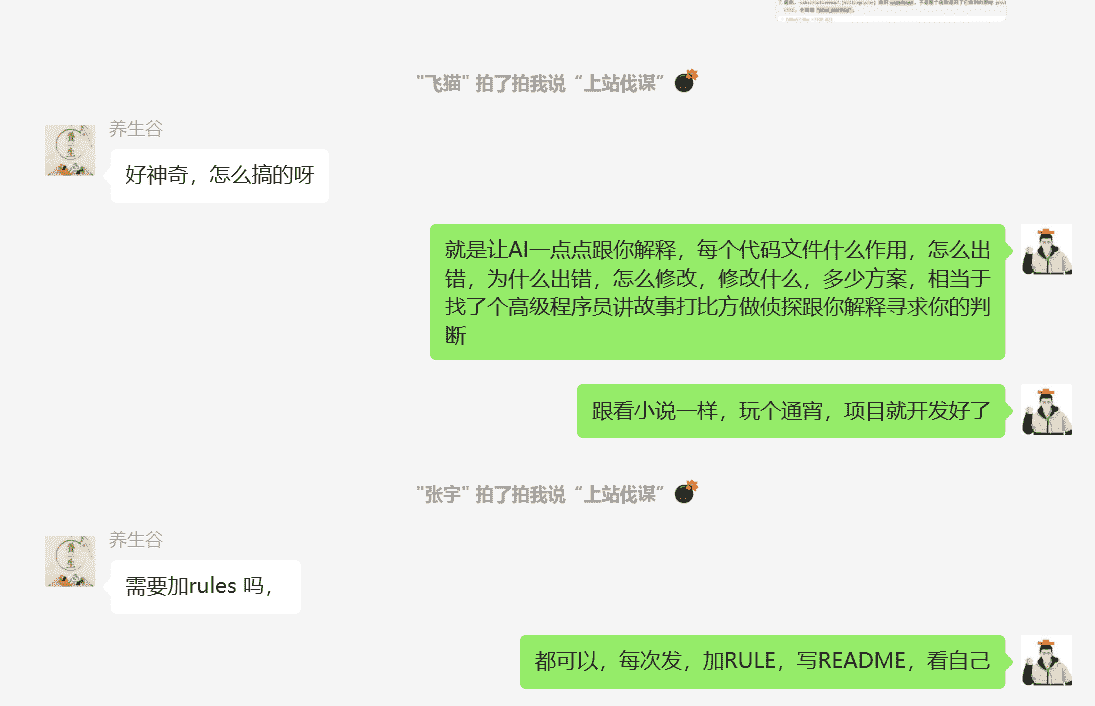 "飞猫" 拍了拍我说“上站伐谋”
养生谷
好神奇，怎么搞的呀
就是让AI一点点跟你解释，每个代码文件什么作用，怎么出
错，为什么出错，怎么修改，修改什么，多少方案，相当于
找了个高级程序员讲故事打比方做侦探跟你解释寻求你的判
断
跟看小说一样，玩个通宵，项目就开发好了
"张宇" 拍了拍我说“上站伐谋”
养生谷
需要加rules 吗，
都可以，每次发，加RULE，写README，看自己